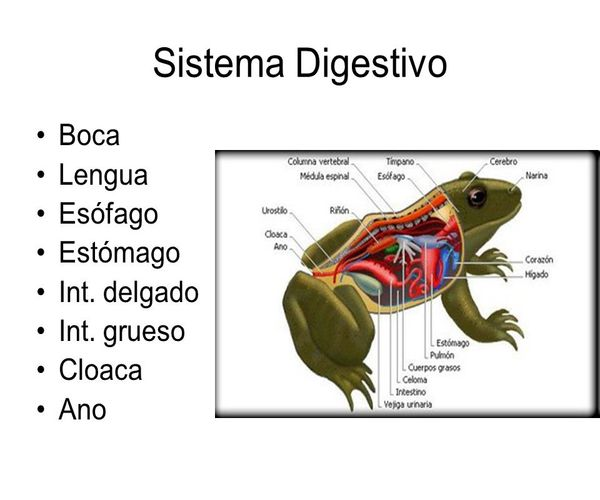 Sistema Digestivo
• Boca
• Lengua
• Esófago
• Estómago
• Int. delgado
• Int. grueso
• Cloaca
• Ano
Columna vertebral
Tímpano
Cerebro
Médula espinal
Esófago
Narina
Urostilo
Riñón
Cloaca
Ano
Corazón
Hígado
Estómago
Pulmón
Cuerpos grasos
Celoma
Intestino
Vejiga urinaria